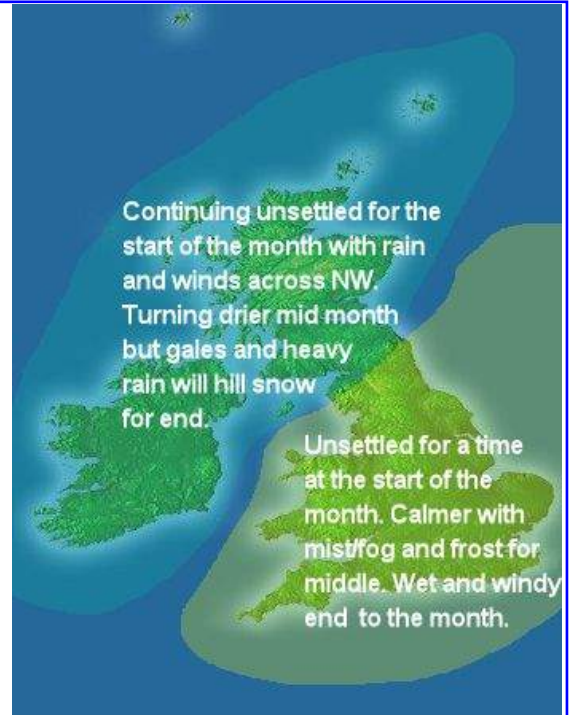 Continuing unsettled for the
start of the month with rain
and winds across NW.
Turning drier mid month
but gales and heavy
rain will hill snow
for end.
Unsettled for a time
at the start of the
month. Calmer with
mist/fog and frost for
middle. Wet and windy
end to the month.